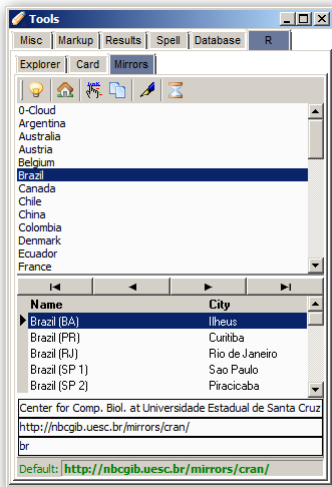 Tools
Misc Markup Results Spell Database R
Explorer Card Mirrors
0-Cloud
Argentina
Australia
Austria
Belgium
Brazil
Canada
Chile
China
Colombia
Denmark
Ecuador
France
Name City
Brazil (BA) Ilheus
Brazil (PR) Curitiba
Brazil (RJ) Rio de Janeiro
Brazil (SP 1) Sao Paulo
Brazil (SP 2) Piracicaba
Center for Comp. Biol. at Universidade Estadual de Santa Cruz
http://nbcgib.uesc.br/mirrors/cran/
br
Default: http://nbcgib.uesc.br/mirrors/cran/